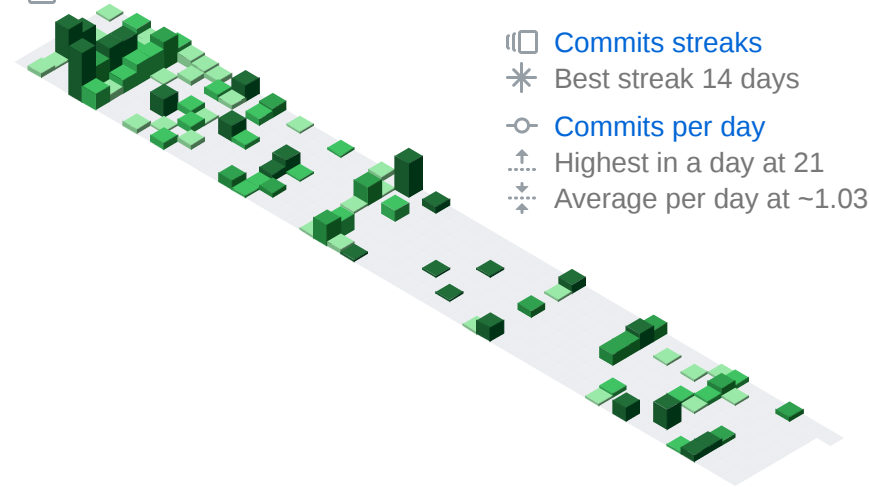 Commits streaks
Best streak 14 days
Commits per day
Highest in a day at 21
Average per day at ~1.03